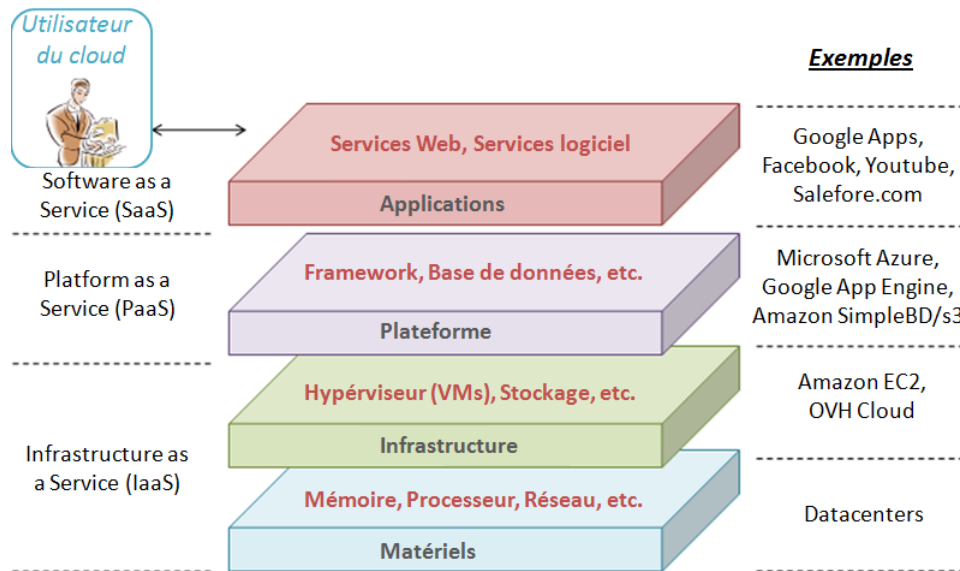 Utilisateur
du cloud
Exemples
Software as a
Service (SaaS)
Services Web, Services logiciel
Applications
Google Apps,
Facebook, Youtube,
Salefore.com
Platform as a
Service (PaaS)
Framework, Base de données, etc.
Plateforme
Microsoft Azure,
Google App Engine,
Amazon SimpleBD/s3
Infrastructure as
a Service (IaaS)
Hypérviseur (VMs), Stockage, etc.
Infrastructure
Amazon EC2,
OVH Cloud
Mémoire, Processeur, Réseau, etc.
Matériels
Datacenters